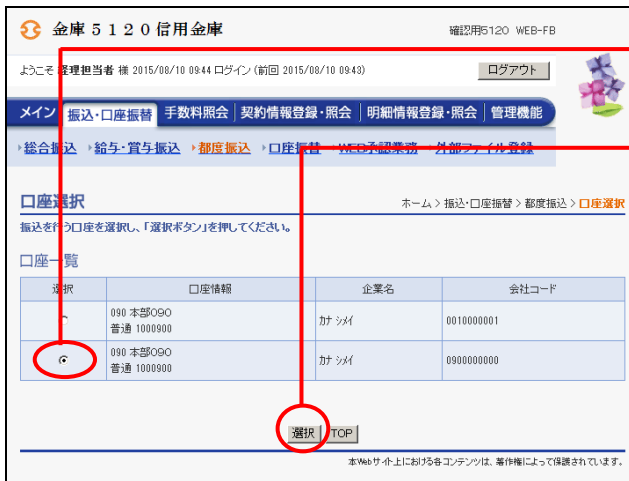 金庫5120信用金庫
確認用5120 WEB-FB
ようこそ 経理担当者 様 2015/08/10 09:44 ログイン (前回 2015/08/10 09:43)
ログアウト
メイン 振込・口座振替 手数料照会 契約情報登録・照会 明細情報登録・照会 管理機能
総合振込 給与・賞与振込 都度振込 口座振替 WEB承認業務 外部ファイル登録
口座選択
ホーム > 振込・口座振替 > 都度振込 > 口座選択
振込を行う口座を選択し、「選択ボタン」を押してください。
口座一覧
選択 口座情報 企業名 会社コード
090 本部090
普通 1000900
カナ シメイ 0010000001
090 本部090
普通 1000900
カナ シメイ 0900000000
選択 TOP
本Webサイト上における各コンテンツは、著作権によって保護されています。